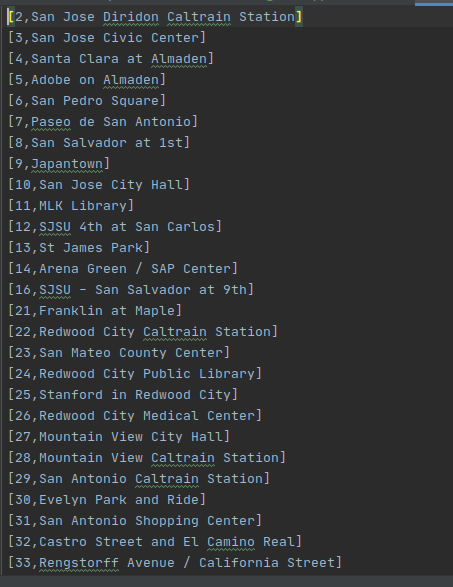 [2,San Jose Diridon Caltrain Station]
[3,San Jose Civic Center]
[4,Santa Clara at Almaden]
[5,Adobe on Almaden]
[6,San Pedro Square]
[7,Paseo de San Antonio]
[8,San Salvador at 1st]
[9,Japantown]
[10,San Jose City Hall]
[11,MLK Library]
[12,SJSU 4th at San Carlos]
[13,St James Park]
[14,Arena Green / SAP Center]
[16,SJSU - San Salvador at 9th]
[21,Franklin at Maple]
[22,Redwood City Caltrain Station]
[23,San Mateo County Center]
[24,Redwood City Public Library]
[25,Stanford in Redwood City]
[26,Redwood City Medical Center]
[27,Mountain View City Hall]
[28,Mountain View Caltrain Station]
[29,San Antonio Caltrain Station]
[30,Evelyn Park and Ride]
[31,San Antonio Shopping Center]
[32,Castro Street and El Camino Real]
[33,Rengstorff Avenue / California Street]